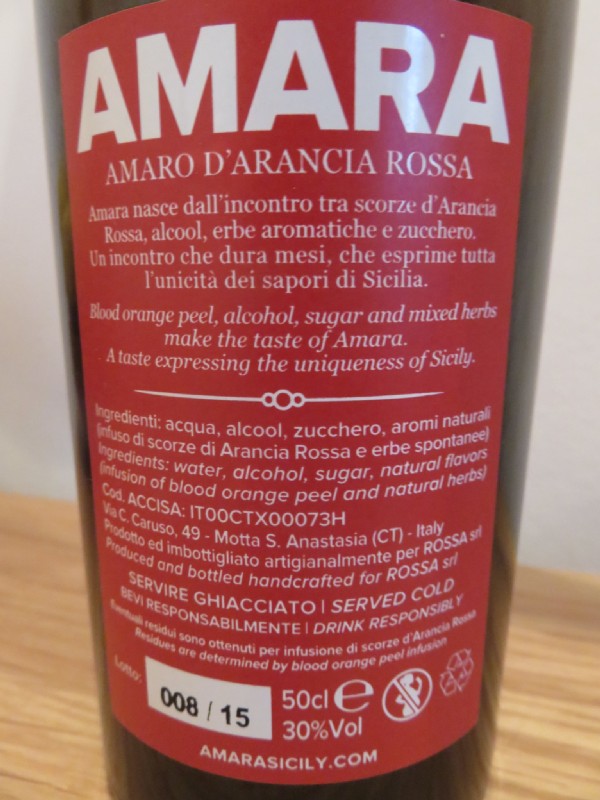 AMARA
AMARO D'ARANCIA ROSSA
Amara nasce dall'incontro tra scorze d'Arancia
Rossa, alcool, erbe aromatiche e zucchero.
Un incontro che dura mesi, che esprime tutta
l'unicità dei sapori di Sicilia.
Blood orange peel, alcohol, sugar and mixed herbs
make the taste of Amara.
A taste expressing the uniqueness of Sicily.
Ingredienti: acqua, alcool, zucchero, aromi naturali
(infuso di scorze di Arancia Rossa e erbe spontanee)
Ingredients: water, alcohol, sugar, natural flavors
(infusion of blood orange peel and natural herbs)
Cod. ACCISA: IT00CTX00073H
Via C. Caruso, 49 - Motta S. Anastasia (CT) - Italy
Prodotto ed imbottigliato artigianalmente per ROSSA srl
Produced and bottled handcrafted for ROSSA srl
SERVIRE GHIACCIATO | SERVED COLD
BEVI RESPONSABILMENTE | DRINK RESPONSIBLY
Eventuali residui sono ottenuti per infusione di scorze d'Arancia Rossa
Residues are determined by blood orange peel infusion
Lotto: 008 / 15 50cl e
30%Vol
AMARASICILY.COM